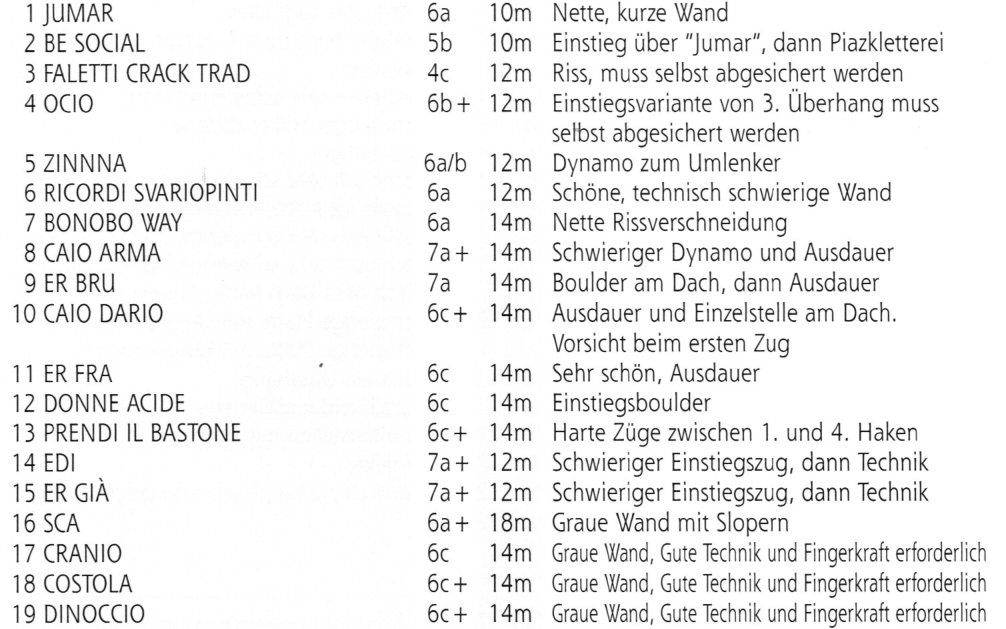 1 JUMAR 6a 10m Nette, kurze Wand
2 BE SOCIAL 5b 10m Einstieg über "Jumar", dann Piazkletterei
3 FALETTI CRACK TRAD 4c 12m Riss, muss selbst abgesichert werden
4 OCIO 6b+ 12m Einstiegsvariante von 3. Überhang muss
selbst abgesichert werden
5 ZINNNA 6a/b 12m Dynamo zum Umlenker
6 RICORDI SVARIOPINTI 6a 12m Schöne, technisch schwierige Wand
7 BONOBO WAY 6a 14m Nette Rissverschneidung
8 CAIO ARMA 7a+ 14m Schwieriger Dynamo und Ausdauer
9 ER BRU 7a 14m Boulder am Dach, dann Ausdauer
10 CAIO DARIO 6c+ 14m Ausdauer und Einzelstelle am Dach.
Vorsicht beim ersten Zug
11 ER FRA 6c 14m Sehr schön, Ausdauer
12 DONNE ACIDE 6c 14m Einstiegsboulder
13 PRENDI IL BASTONE 6c+ 14m Harte Züge zwischen 1. und 4. Haken
14 EDI 7a+ 12m Schwieriger Einstiegszug, dann Technik
15 ER GIÀ 7a+ 12m Schwieriger Einstiegszug, dann Technik
16 SCA 6a+ 18m Graue Wand mit Slopern
17 CRANIO 6c 14m Graue Wand, Gute Technik und Fingerkraft erforderlich
18 COSTOLA 6c+ 14m Graue Wand, Gute Technik und Fingerkraft erforderlich
19 DINOCCIO 6c+ 14m Graue Wand, Gute Technik und Fingerkraft erforderlich